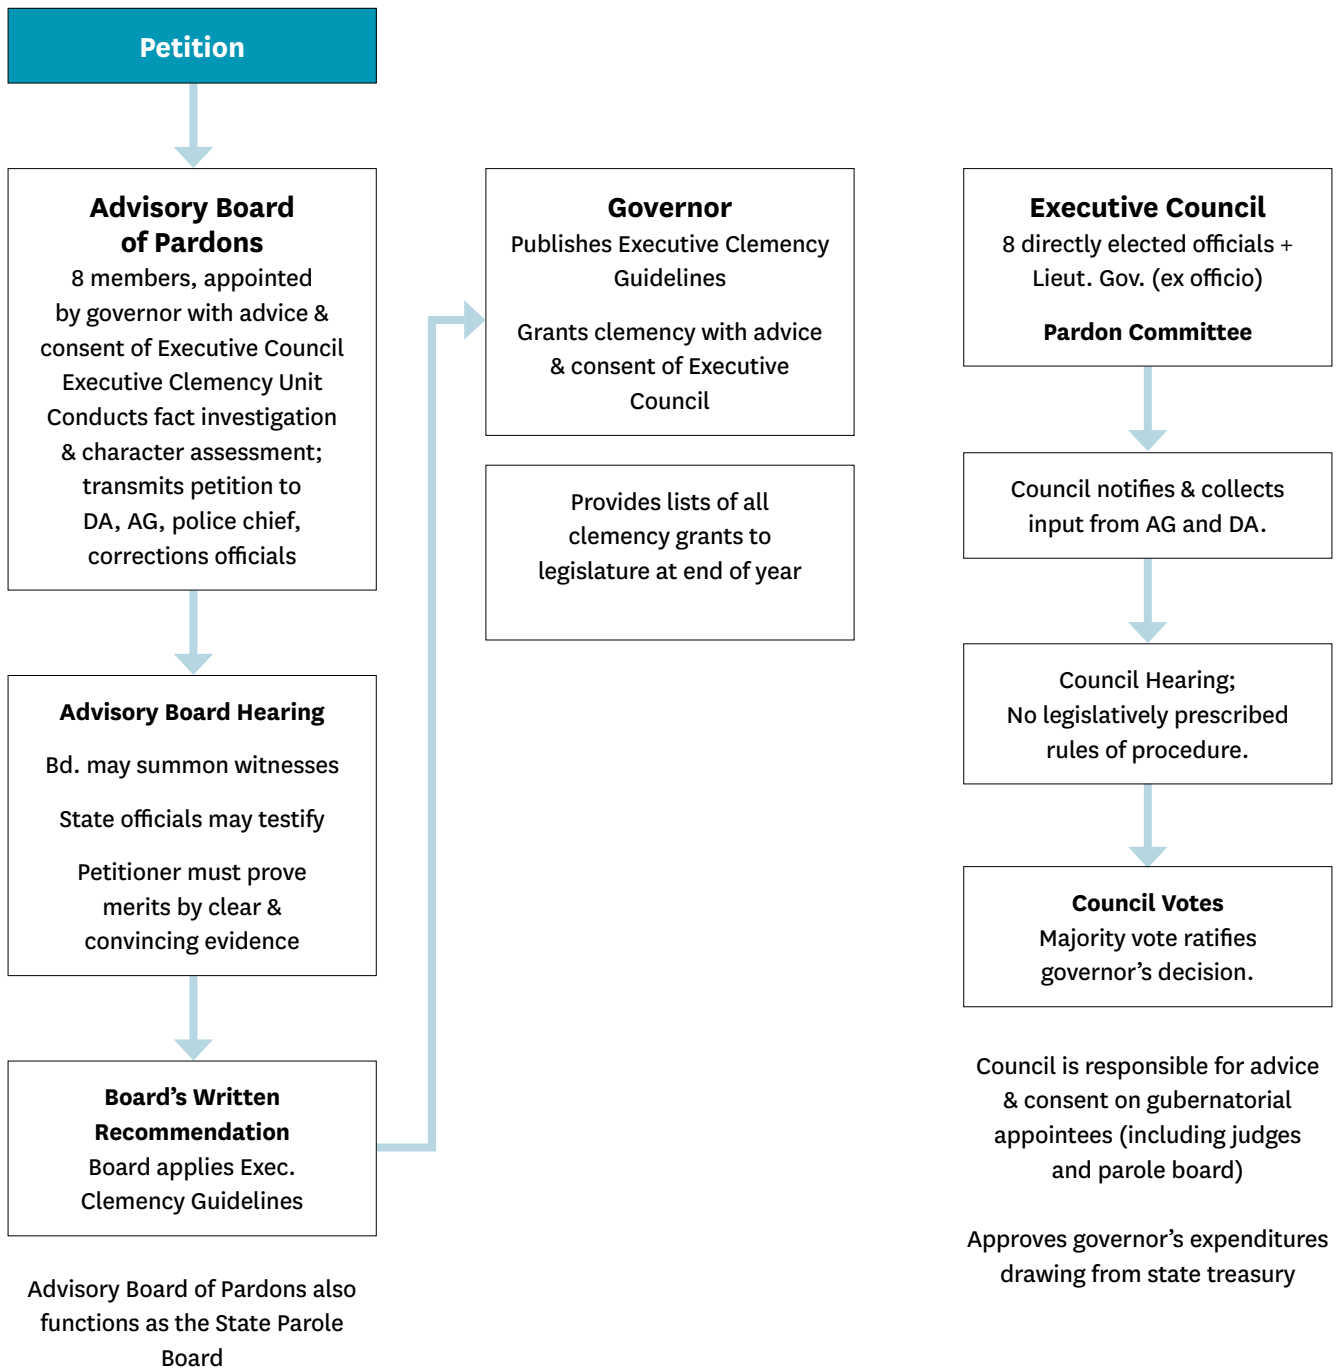 Petition
Advisory Board
of Pardons
8 members, appointed
by governor with advice &
consent of Executive Council
Executive Clemency Unit
Conducts fact investigation
& character assessment;
transmits petition to
DA, AG, police chief,
corrections officials
Advisory Board Hearing
Bd. may summon witnesses
State officials may testify
Petitioner must prove
merits by clear &
convincing evidence
Board’s Written
Recommendation
Board applies Exec.
Clemency Guidelines
Advisory Board of Pardons also
functions as the State Parole
Board
Governor
Publishes Executive Clemency
Guidelines
Grants clemency with advice
& consent of Executive
Council
Provides lists of all
clemency grants to
legislature at end of year
Executive Council
8 directly elected officials +
Lieut. Gov. (ex officio)
Pardon Committee
Council notifies & collects
input from AG and DA.
Council Hearing;
No legislatively prescribed
rules of procedure.
Council Votes
Majority vote ratifies
governor’s decision.
Council is responsible for advice
& consent on gubernatorial
appointees (including judges
and parole board)
Approves governor’s expenditures
drawing from state treasury